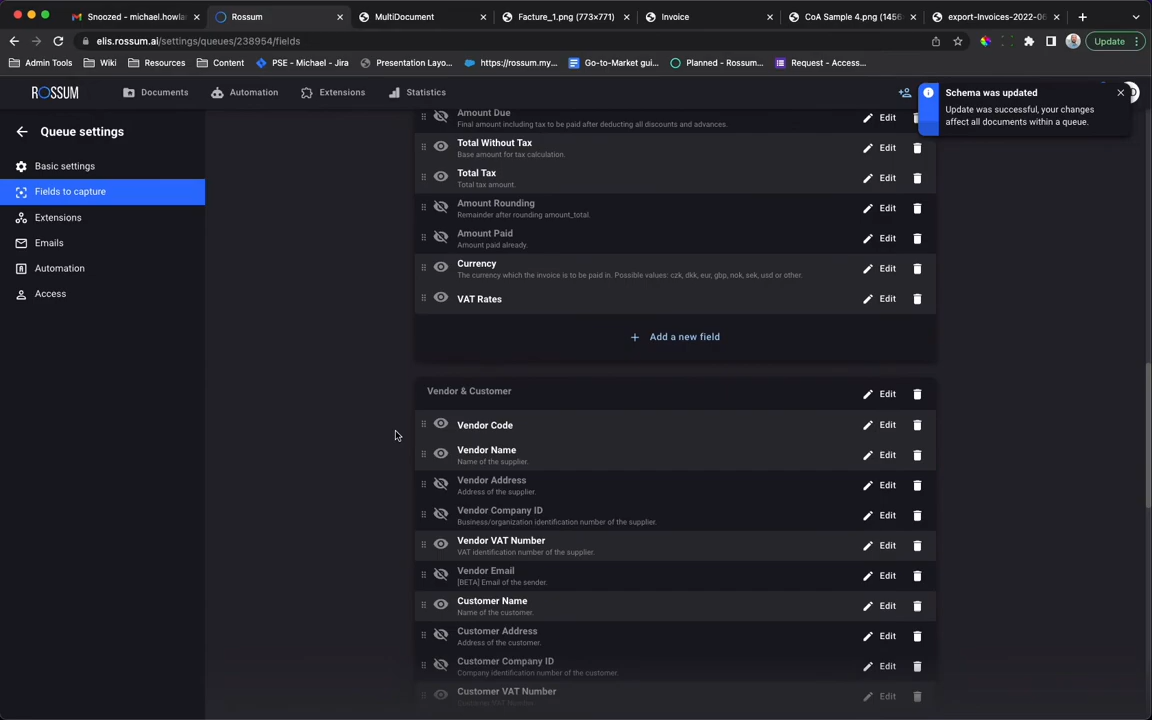 Snoozed - michael.howlan
Rossum
MultiDocument
Facture_1.png (773×771)
Invoice
CoA Sample 4.png (1456
export-Invoices-2022-06
elis.rossum.ai/settings/queues/238954/fields
Update
Admin Tools
Wiki
Resources
Content
PSE - Michael - Jira
Presentation Layo...
https://rossum.my...
Go-to-Market gui...
Planned - Rossum...
Request - Access...
ROSSUM
Documents
Automation
Extensions
Statistics
Schema was updated
Update was successful, your changes
affect all documents within a queue.
Queue settings
Basic settings
Fields to capture
Extensions
Emails
Automation
Access
Amount Due
Final amount including tax to be paid after deducting all discounts and advances.
Edit
Total Without Tax
Base amount for tax calculation.
Edit
Total Tax
Total tax amount.
Edit
Amount Rounding
Remainder after rounding amount_total.
Edit
Amount Paid
Amount paid already.
Edit
Currency
The currency which the invoice is to be paid in. Possible values: czk, dkk, eur, gbp, nok, sek, usd or other.
Edit
VAT Rates
Edit
Add a new field
Vendor & Customer
Edit
Vendor Code
Edit
Vendor Name
Name of the supplier.
Edit
Vendor Address
Address of the supplier.
Edit
Vendor Company ID
Business/organization identification number of the supplier.
Edit
Vendor VAT Number
VAT identification number of the supplier.
Edit
Vendor Email
[BETA] Email of the sender.
Edit
Customer Name
Name of the customer.
Edit
Customer Address
Address of the customer.
Edit
Customer Company ID
Company identification number of the customer.
Edit
Customer VAT Number
Customer VAT Number
Edit